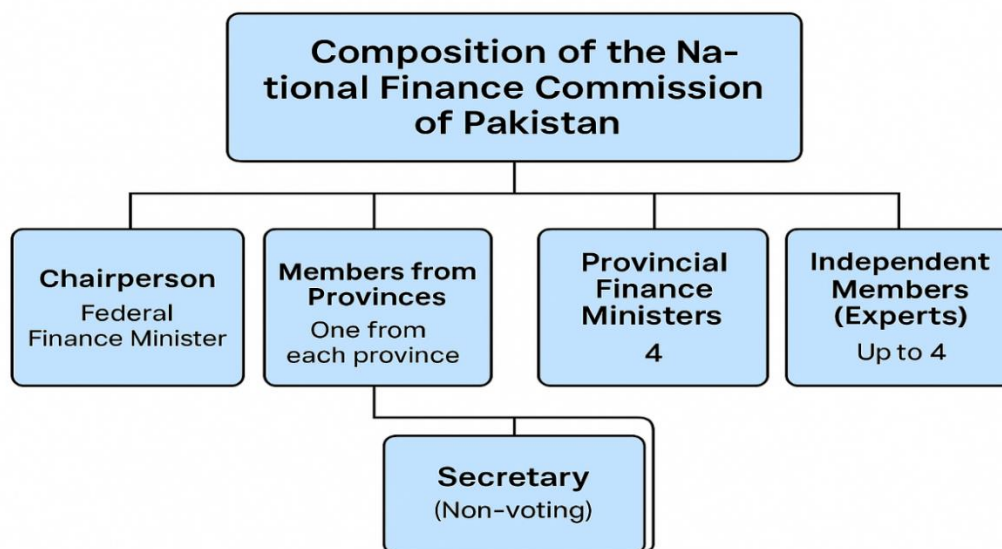 Composition of the Na-
tional Finance Commission
of Pakistan
Chairperson
Federal
Finance Minister
Members from
Provinces
One from
each province
Provincial
Finance
Ministers
4
Independent
Members
(Experts)
Up to 4
Secretary
(Non-voting)